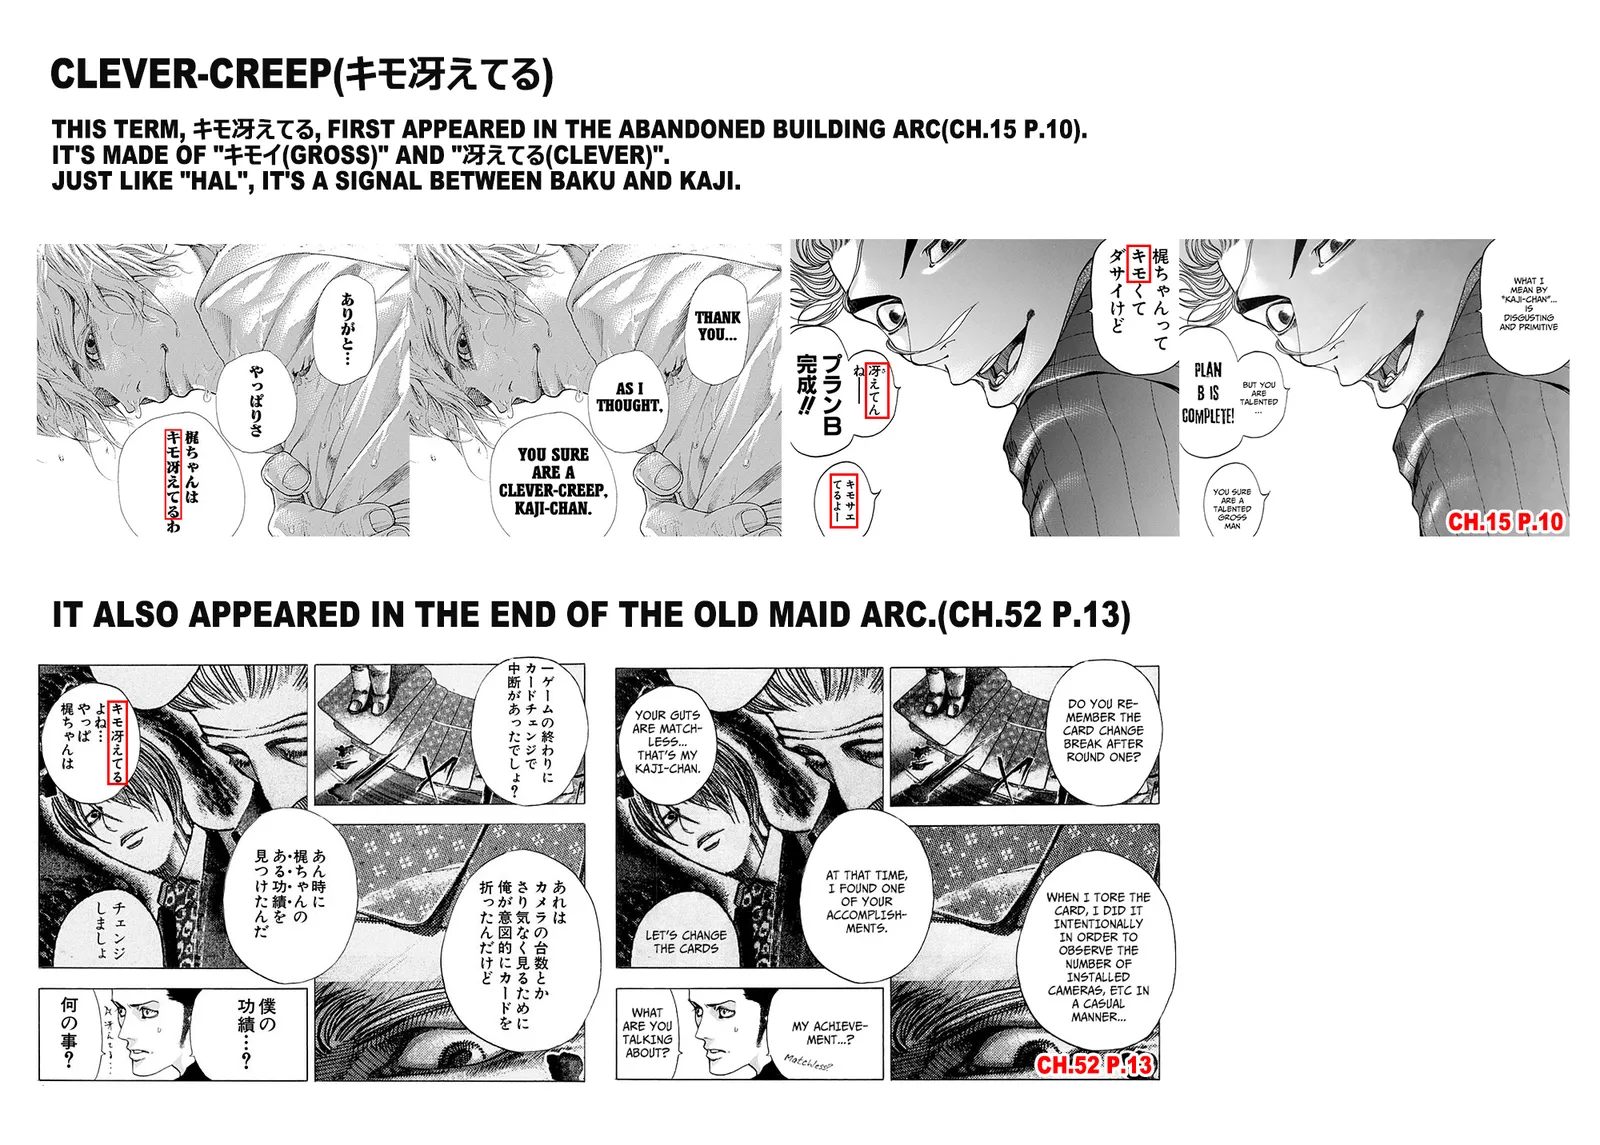 CLEVER-CREEP(キモ冴えてる)
THIS TERM, キモ冴えてる, FIRST APPEARED IN THE ABANDONED BUILDING ARC(CH.15 P.10).
IT'S MADE OF "キモイ(GROSS)" AND "冴えてる(CLEVER)".
JUST LIKE "HAL", IT'S A SIGNAL BETWEEN BAKU AND KAJI.
ありがと…
やっぱりさ
梶ちゃんは
キモ冴えてるわ
THANK
YOU...
AS I
THOUGHT,
YOU SURE
ARE A
CLEVER-CREEP,
KAJI-CHAN.
梶ちゃんって
キモくて
ダサイけど
冴えてん
ねー
プランB
完成!!
キモサエ
てるよー
WHAT I
MEAN BY
"KAJI-CHAN"...
IS
DISGUSTING
AND PRIMITIVE
BUT YOU
ARE
TALENTED
...
PLAN
B IS
COMPLETE!
YOU SURE
ARE A
TALENTED
GROSS
MAN
CH.15 P.10
IT ALSO APPEARED IN THE END OF THE OLD MAID ARC.(CH.52 P.13)
キモ冴えてる
よね…
やっぱ
梶ちゃんは
一ゲームの終わりに
カードチェンジで
中断があったでしょ?
あん時に
梶ちゃんの
ある功績を
見つけたんだ
チェンジ
しましょ
あれは
カメラの台数とか
さり気なく見るために
俺が意図的にカードを
折ったんだけど
僕の
功績…?
何の事?
YOUR GUTS
ARE MATCH-
LESS...
THAT'S MY
KAJI-CHAN.
DO YOU RE-
MEMBER THE
CARD CHANGE
BREAK AFTER
ROUND ONE?
AT THAT TIME,
I FOUND ONE
OF YOUR
ACCOMPLISH-
MENTS.
LET'S CHANGE
THE CARDS
WHEN I TORE THE
CARD, I DID IT
INTENTIONALLY
IN ORDER TO
OBSERVE THE
NUMBER OF
INSTALLED
CAMERAS, ETC IN
A CASUAL
MANNER...
WHAT
ARE YOU
TALKING
ABOUT?
MY ACHIEVE-
MENT...?
Matchless?
CH.52 P.13